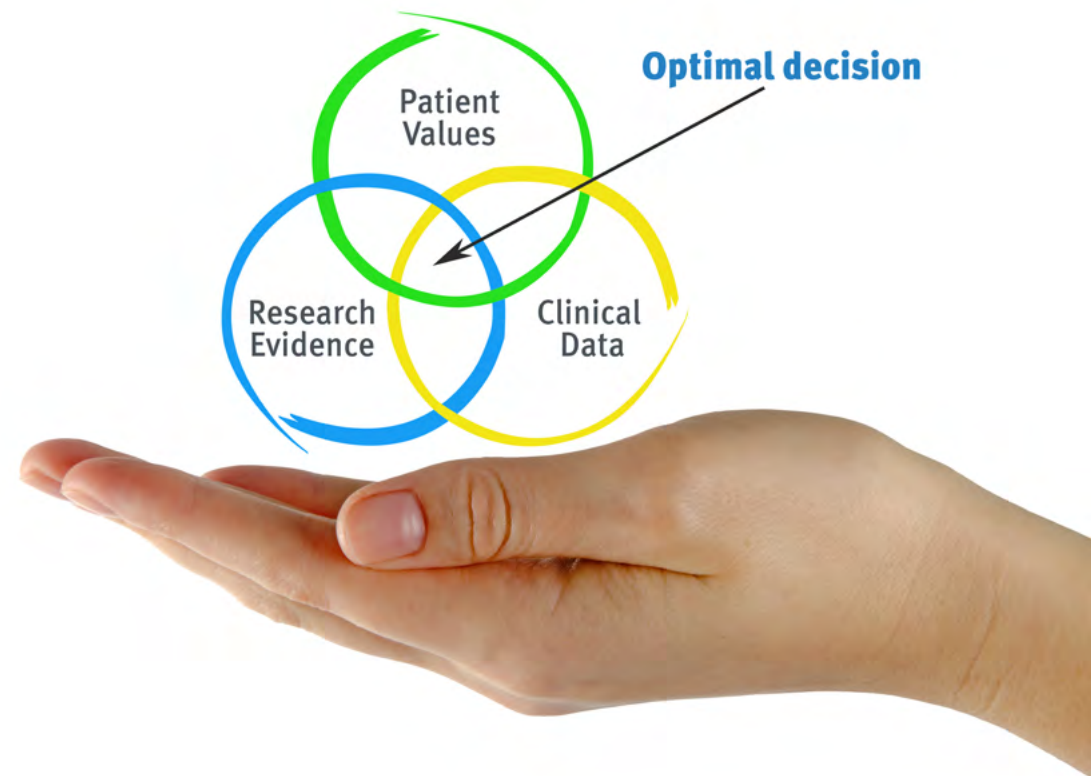 Optimal decision
Patient
Values
Research
Evidence
Clinical
Data